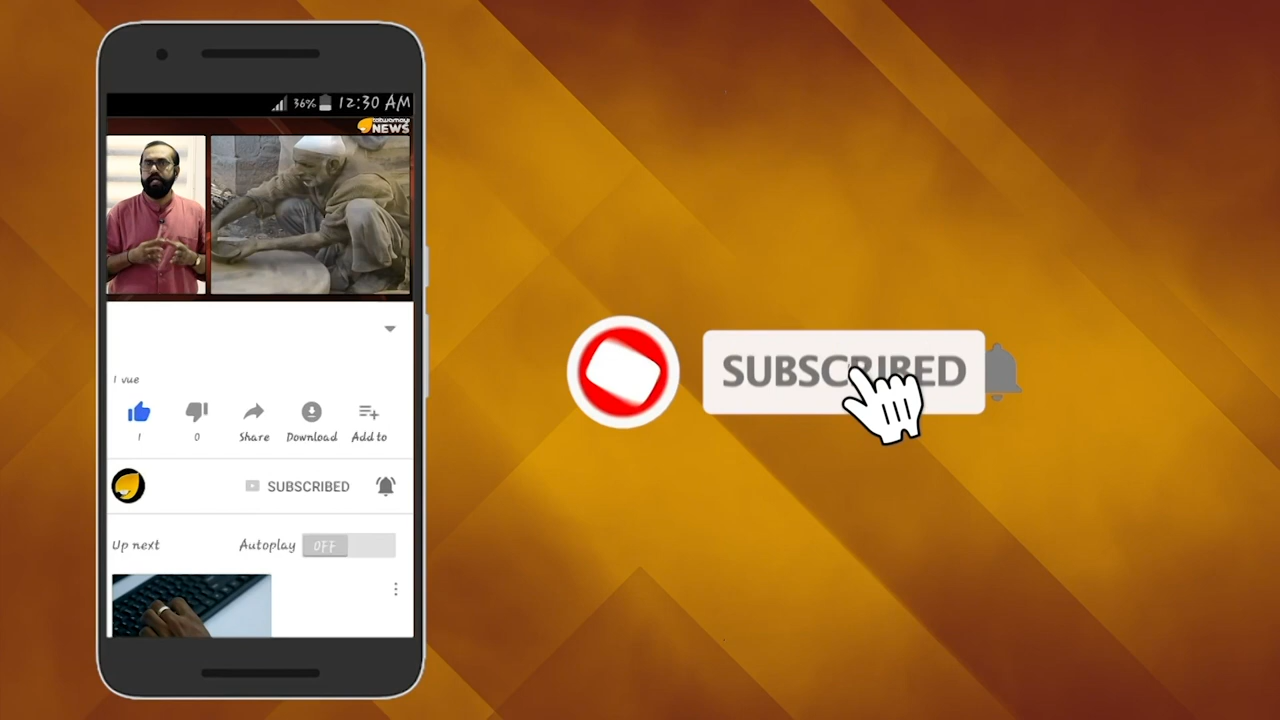 36% 12:30 AM
tatwamayi
NEWS
1 vue
1
0
Share
Download
Add to
SUBSCRIBED
Up next
Autoplay
OFF
SUBSCRIBED